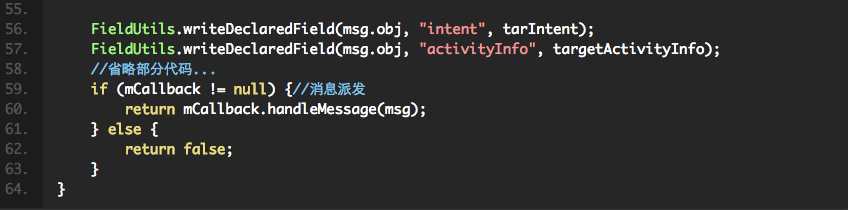 55.
56. FieldUtils.writeDeclaredField(msg.obj, "intent", tarIntent);
57. FieldUtils.writeDeclaredField(msg.obj, "activityInfo", targetActivityInfo);
58. //省略部分代码...
59. if (mCallback != null) {//消息派发
60. return mCallback.handleMessage(msg);
61. } else {
62. return false;
63. }
64. }